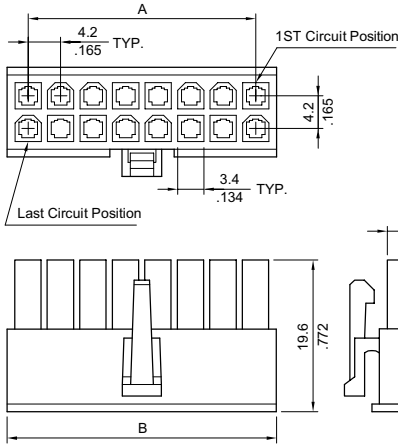 A
4.2
.165
TYP.
1ST Circuit Position
4.2
.165
3.4
.134
TYP.
Last Circuit Position
19.6
.772
B